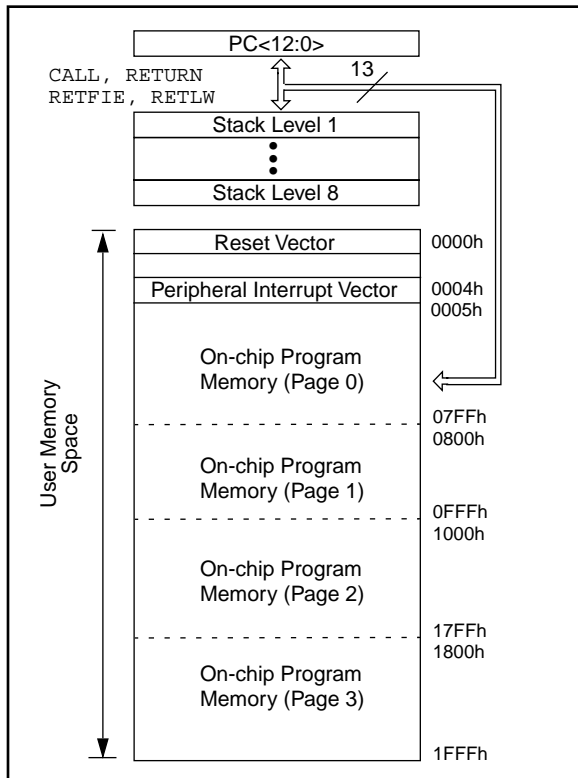 PC<12:0>
CALL, RETURN
RETFIE, RETLW
13
Stack Level 1
Stack Level 8
User Memory
Space
Reset Vector
0000h
Peripheral Interrupt Vector
0004h
0005h
On-chip Program
Memory (Page 0)
07FFh
0800h
On-chip Program
Memory (Page 1)
0FFFh
1000h
On-chip Program
Memory (Page 2)
17FFh
1800h
On-chip Program
Memory (Page 3)
1FFFh